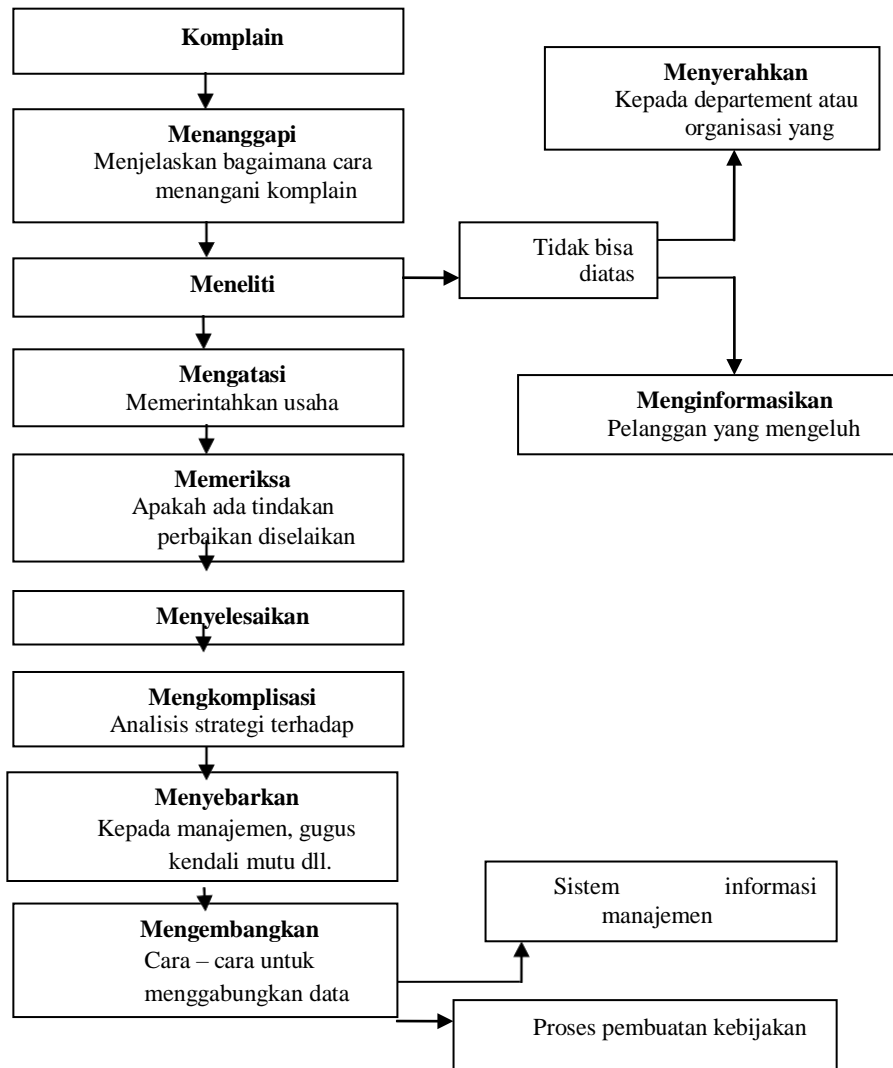 Komplain
Menanggapi
Menjelaskan bagaimana cara
menangani komplain
Meneliti
Tidak bisa
diatas
Menyerahkan
Kepada departement atau
organisasi yang
Menginformasikan
Pelanggan yang mengeluh
Mengatasi
Memerintahkan usaha
Memeriksa
Apakah ada tindakan
perbaikan diselaikan
Menyelesaikan
Mengkomplisasi
Analisis strategi terhadap
Menyebarkan
Kepada manajemen, gugus
kendali mutu dll.
Mengembangkan
Cara – cara untuk
menggabungkan data
Sistem informasi
manajemen
Proses pembuatan kebijakan